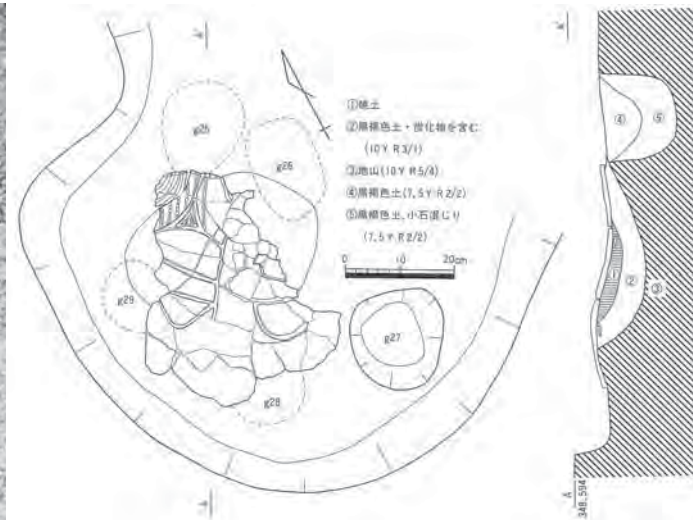 g25
g26
g29
g28
g27
①焼土
②黒褐色土・炭化物を含む
(10YR3/1)
③地山(10YR5/4)
④黒褐色土(7.5YR2/2)
⑤黒褐色土、小石混じり
(7.5YR2/2)
0 10 20cm
④ ⑤
① ② ③
A
348.594